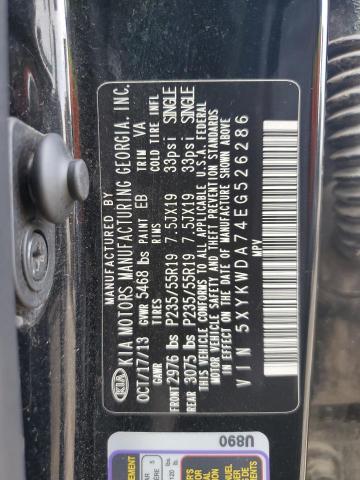 MANUFACTURED BY
KIA MOTORS MANUFACTURING GEORGIA, INC.
KIA
OCT/17/13 GVWR 5468 lbs PAINT EB TRIM VA
GAWR TIRES RIMS COLD TIRE INFL
FRONT 2976 lbs P235/55R19 7.5JX19 33psi SINGLE
REAR 3075 lbs P235/55R19 7.5JX19 33psi SINGLE
THIS VEHICLE CONFORMS TO ALL APPLICABLE U.S.A. FEDERAL
MOTOR VEHICLE SAFETY AND THEFT PREVENTION STANDARDS
IN EFFECT ON THE DATE OF MANUFACTURE SHOWN ABOVE.
VIN 5XYKWDA74EG526286
MPV
U890